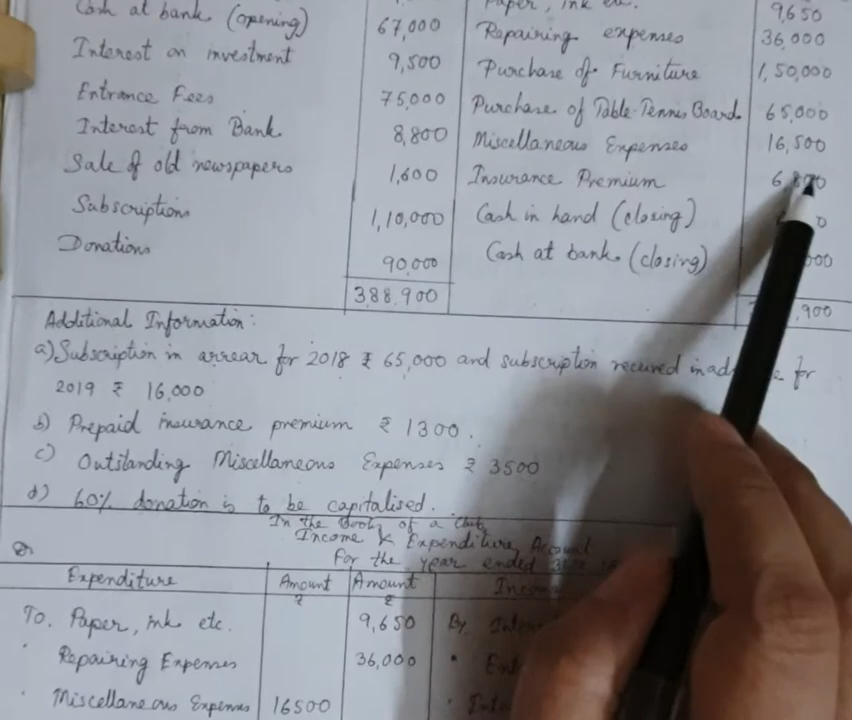 Cash at bank (opening) 67,000
Interest on investment 9,500
Entrance Fees 75,000
Interest from Bank 8,800
Sale of old newspapers 1,600
Subscriptions 1,10,000
Donations 90,000
388,900
Paper, ink etc. 9,650
Repairing expenses 36,000
Purchase of Furniture 1,50,000
Purchase of Table Tennis Board 65,000
Miscellaneous Expenses 16,500
Insurance Premium
Cash in hand (closing)
Cash at bank (closing)
,900
Additional Information:
a) Subscription in arrear for 2018 ₹ 65,000 and subscription received in for
2019 ₹ 16,000
b) Prepaid insurance premium ₹ 1300.
c) Outstanding Miscellaneous Expenses ₹ 3500
d) 60% donation is to be capitalised.
In the Books of a Club
Income & Expenditure Account
For the year ended
Dr
Expenditure Amount ₹ Amount ₹
To. Paper, ink etc. 9,650 By
" Repairing Expenses 36,000
" Miscellaneous Expenses 16500